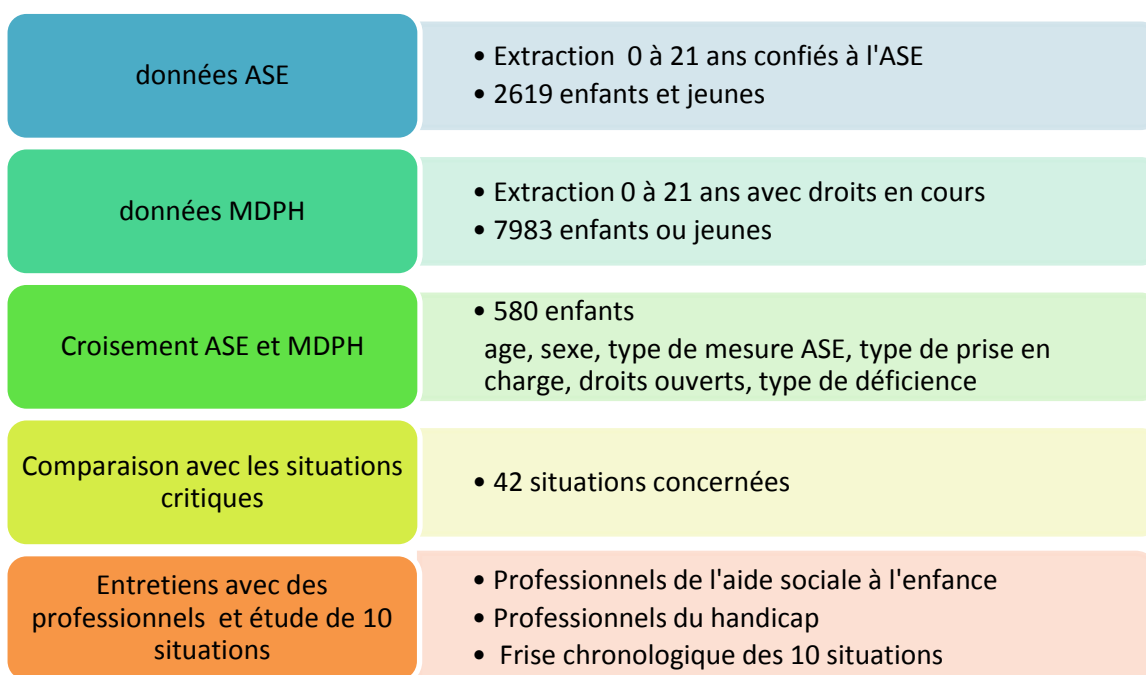 données ASE
• Extraction 0 à 21 ans confiés à l'ASE
• 2619 enfants et jeunes
données MDPH
• Extraction 0 à 21 ans avec droits en cours
• 7983 enfants ou jeunes
Croisement ASE et MDPH
• 580 enfants
age, sexe, type de mesure ASE, type de prise en
charge, droits ouverts, type de déficience
Comparaison avec les situations
critiques
• 42 situations concernées
Entretiens avec des
professionnels et étude de 10
situations
• Professionnels de l'aide sociale à l'enfance
• Professionnels du handicap
• Frise chronologique des 10 situations